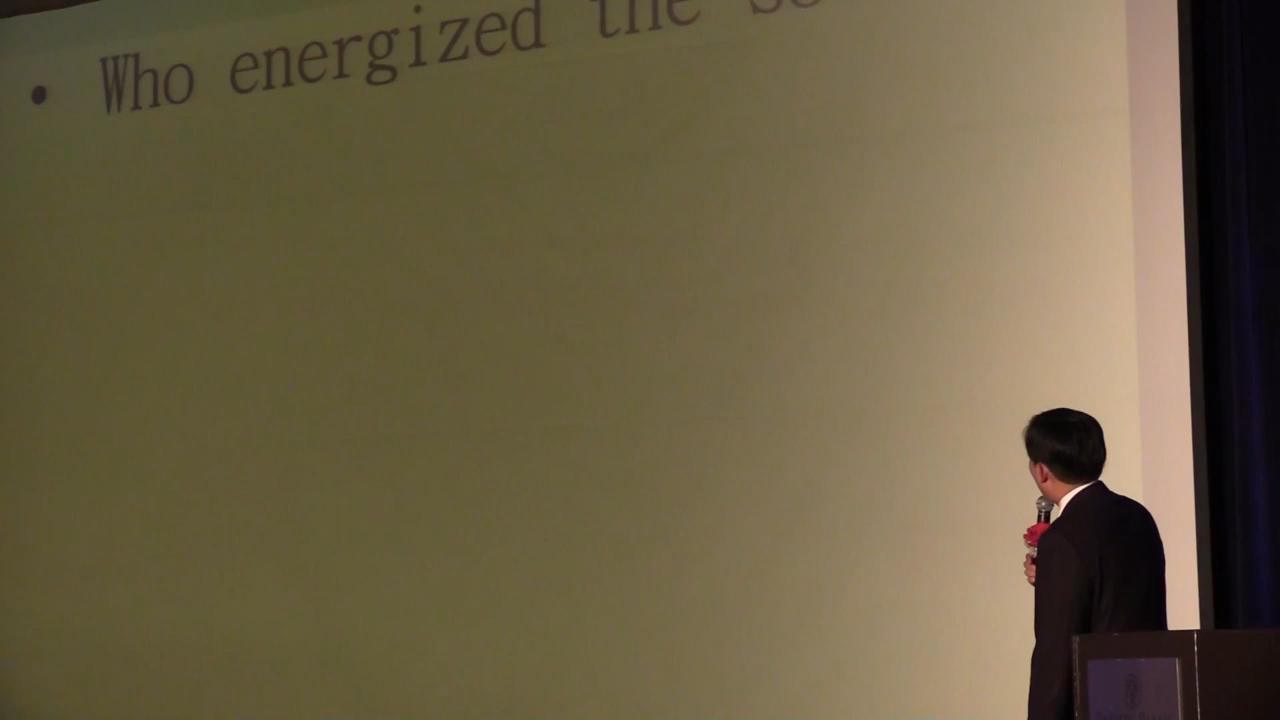 • Who energized the